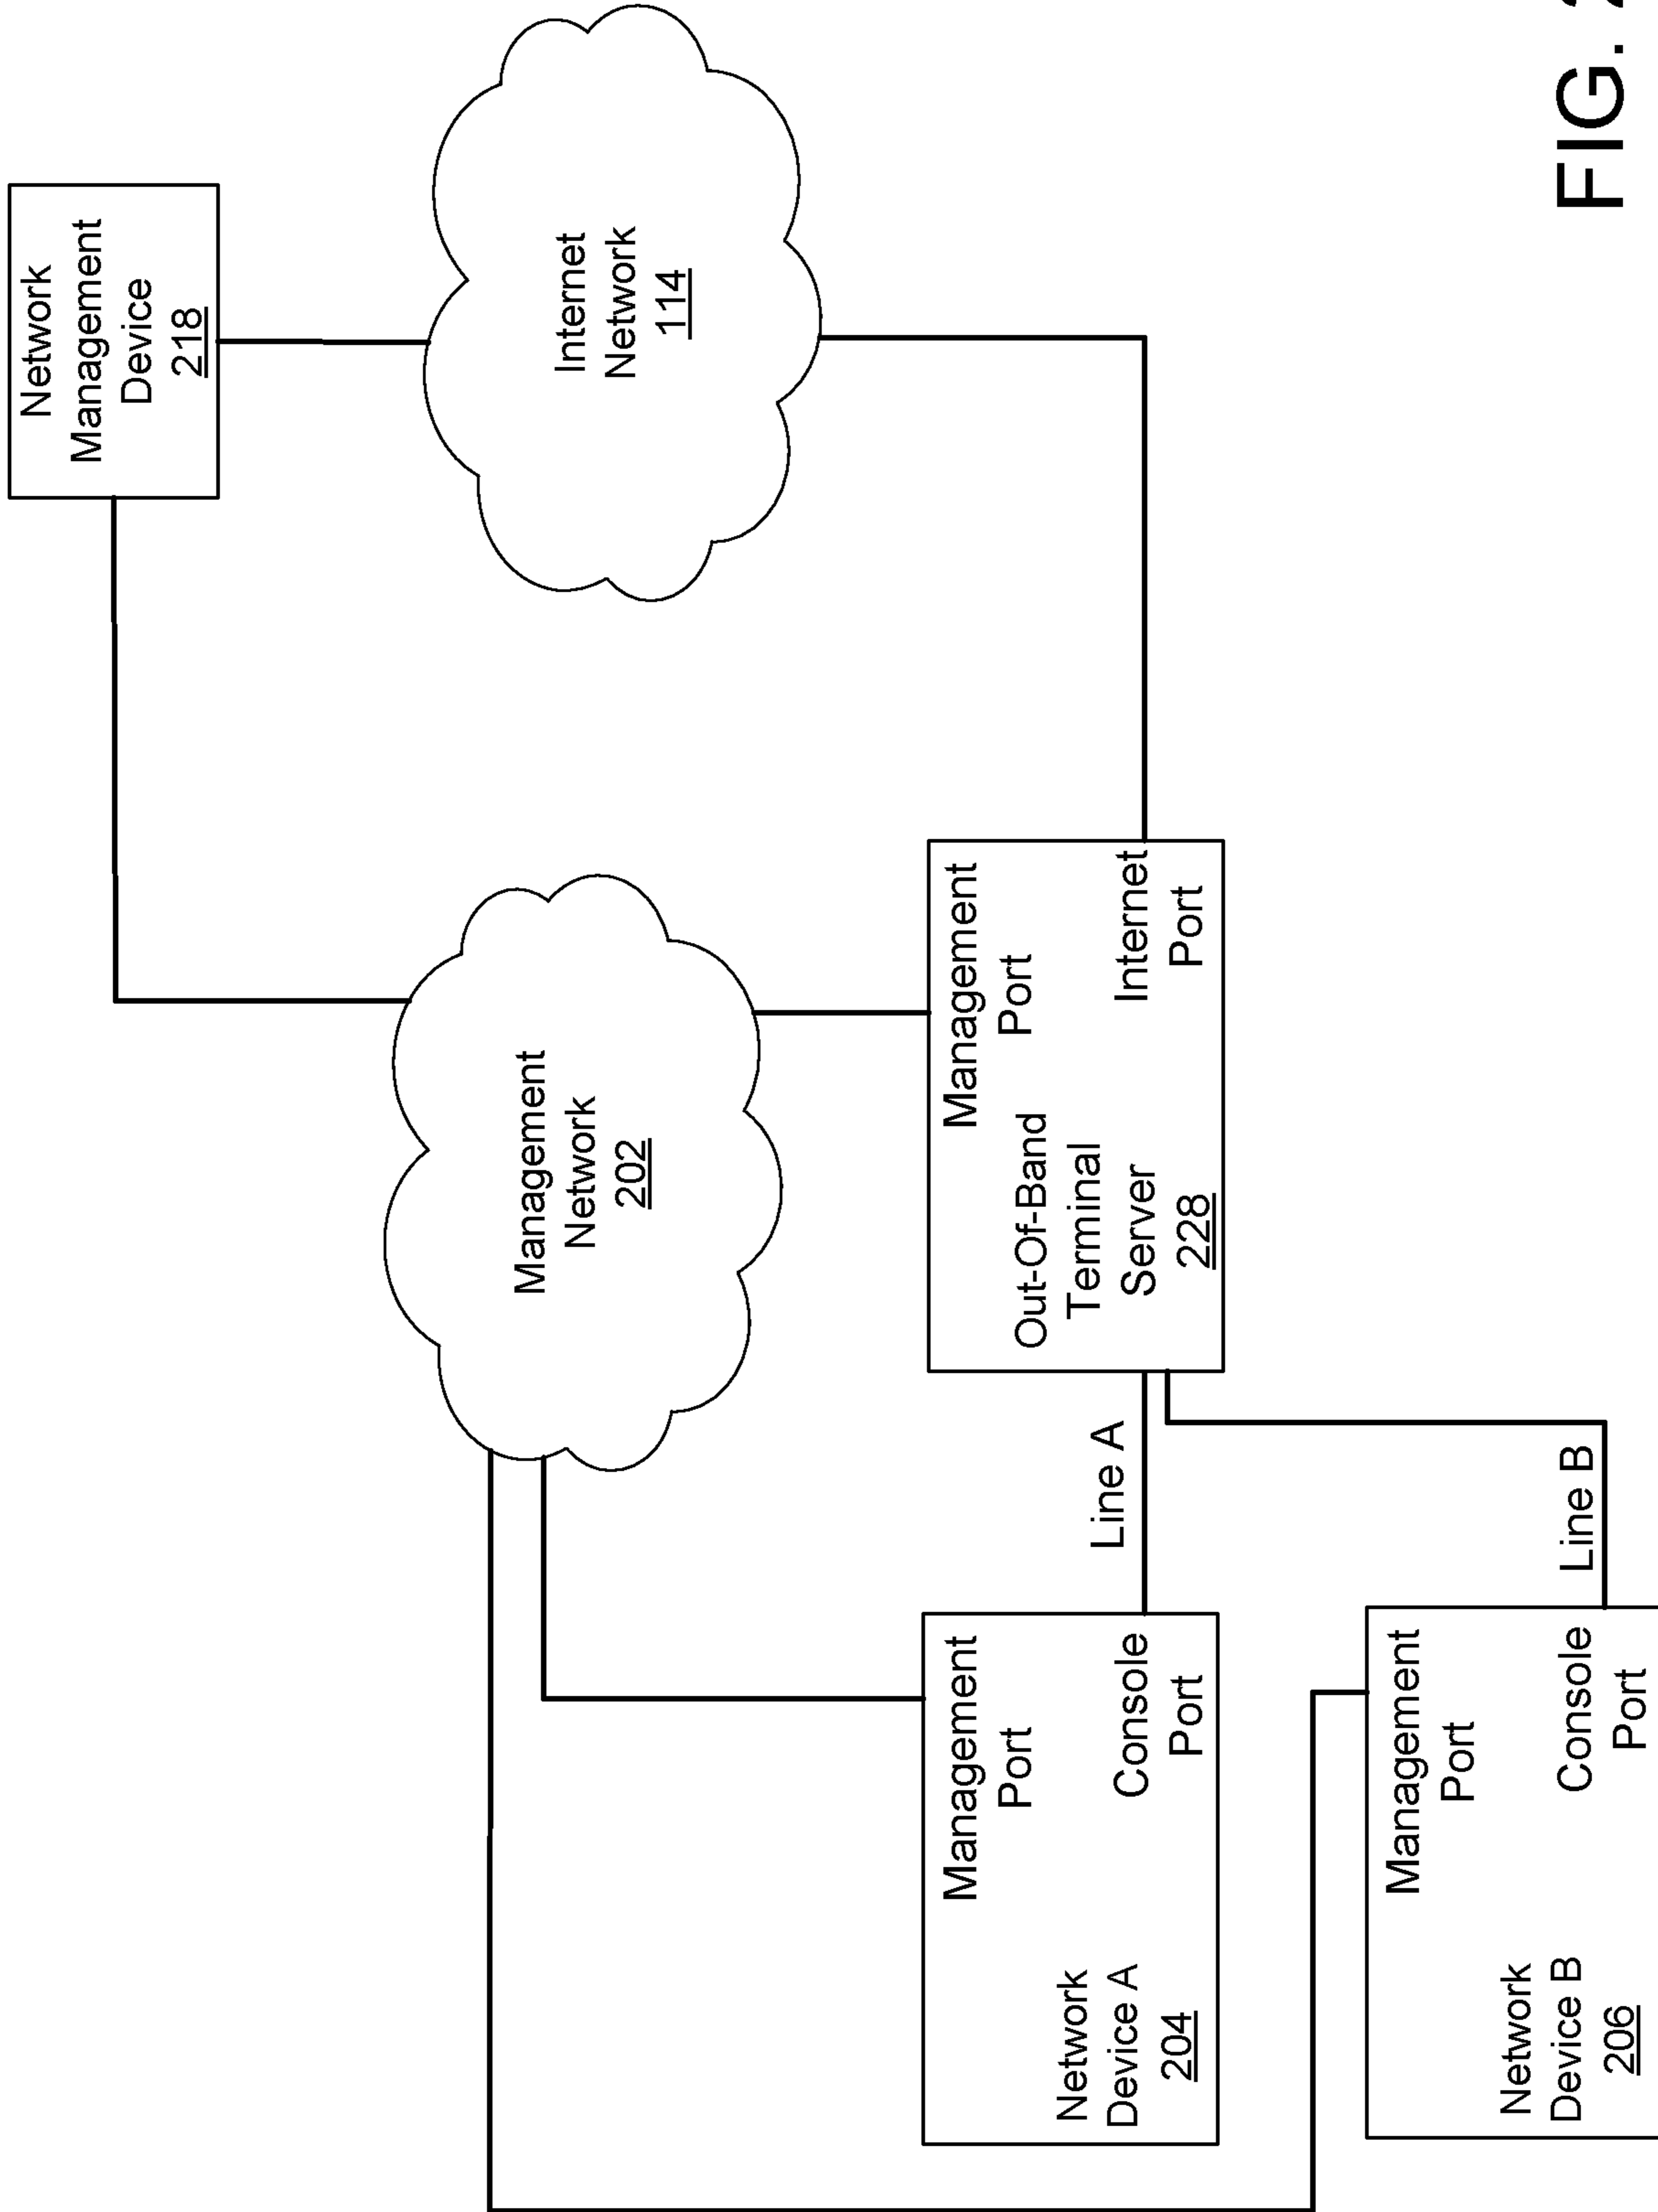 Network
Management
Device
218
Management
Network
202
Internet
Network
114
Management
Port
Network
Device A
204
Console
Port
Line A
Management
Port
Out-Of-Band
Terminal
Server
228
Internet
Port
Management
Port
Network
Device B
206
Console
Port
Line B
FIG.